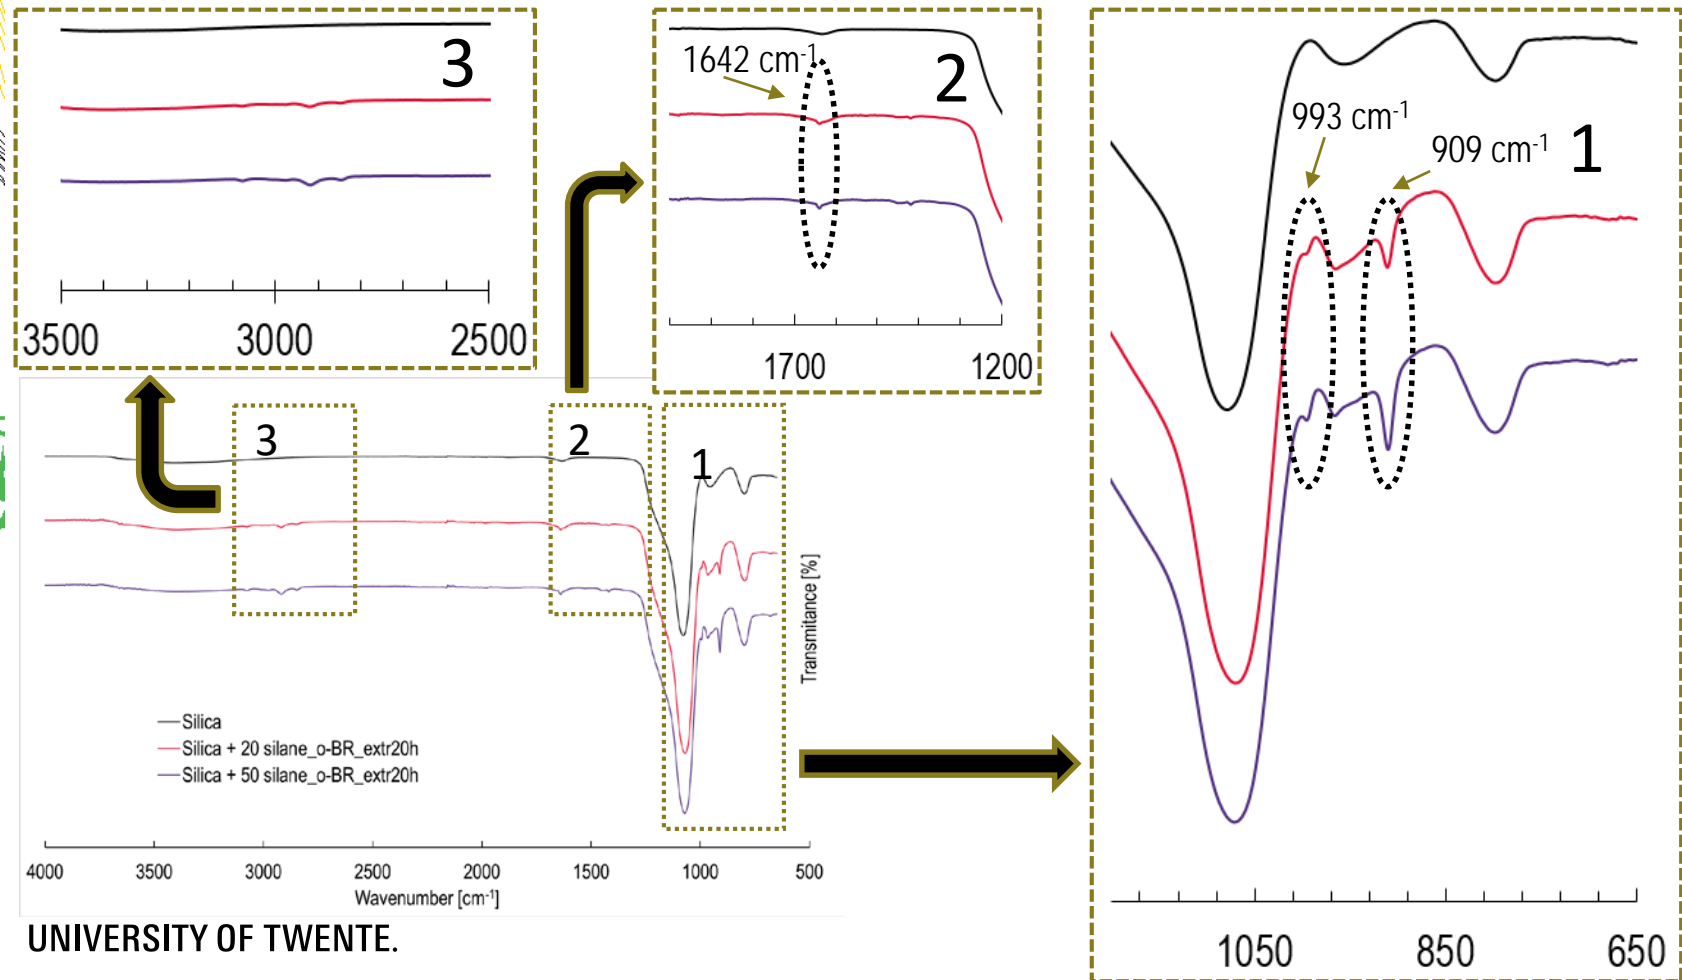 3
3500 3000 2500
1642 cm-1
2
1700 1200
993 cm-1
909 cm-1
1
1050 850 650
3
2
1
Transmitance [%]
Silica
Silica + 20 silane_o-BR_extr20h
Silica + 50 silane_o-BR_extr20h
4000 3500 3000 2500 2000 1500 1000 500
Wavenumber [cm-1]
UNIVERSITY OF TWENTE.